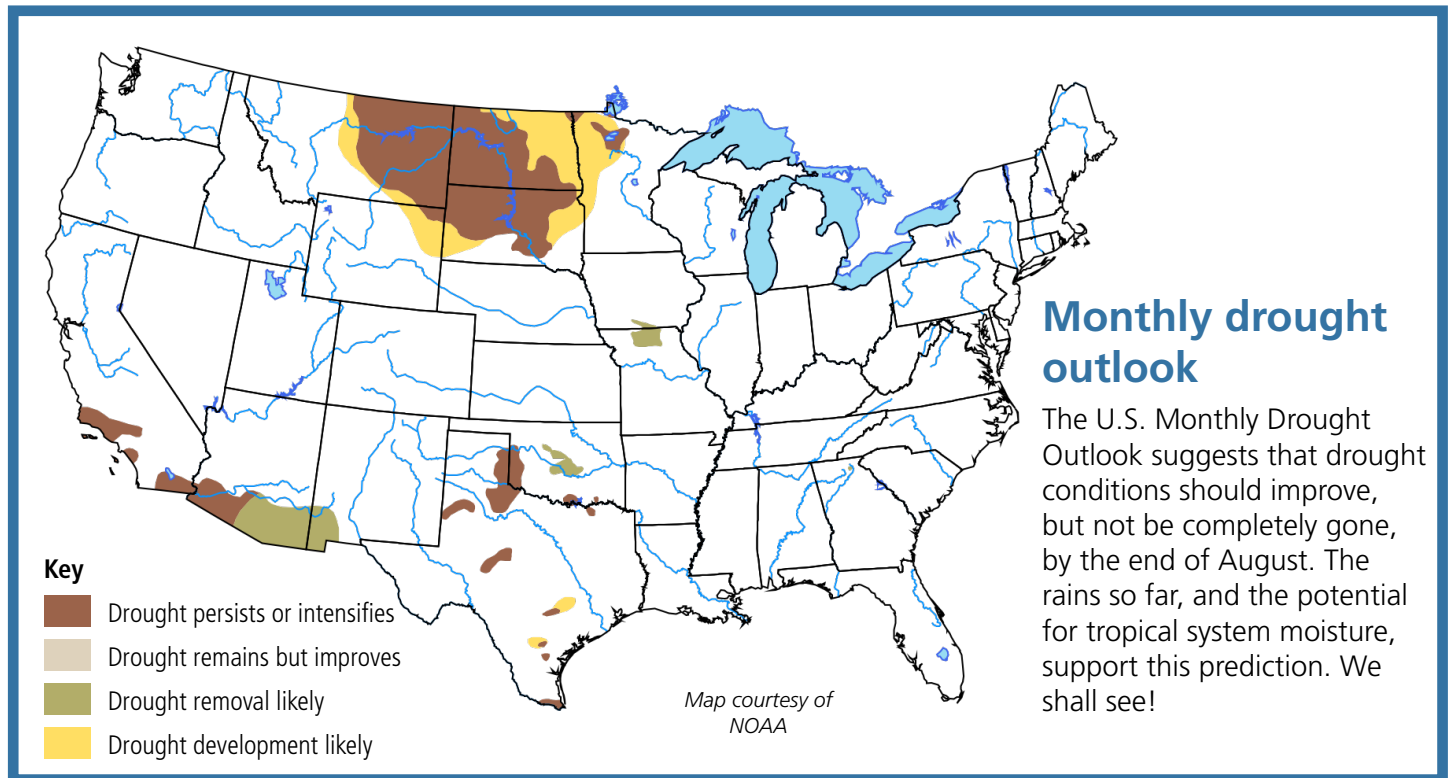 Monthly drought
outlook
The U.S. Monthly Drought
Outlook suggests that drought
conditions should improve,
but not be completely gone,
by the end of August. The
rains so far, and the potential
for tropical system moisture,
support this prediction. We
shall see!
Key
Drought persists or intensifies
Drought remains but improves
Drought removal likely
Drought development likely
Map courtesy of
NOAA